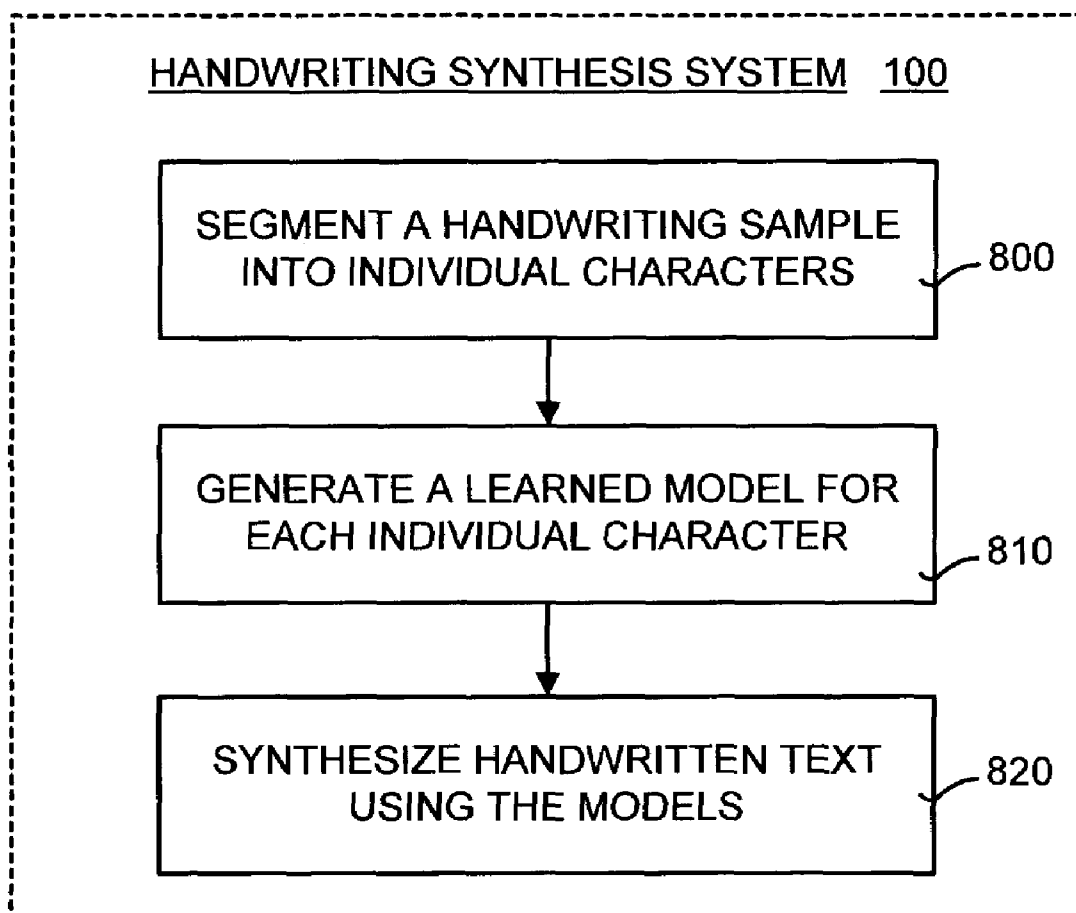 HANDWRITING SYNTHESIS SYSTEM 100
SEGMENT A HANDWRITING SAMPLE
INTO INDIVIDUAL CHARACTERS
800
GENERATE A LEARNED MODEL FOR
EACH INDIVIDUAL CHARACTER
810
SYNTHESIZE HANDWRITTEN TEXT
USING THE MODELS
820